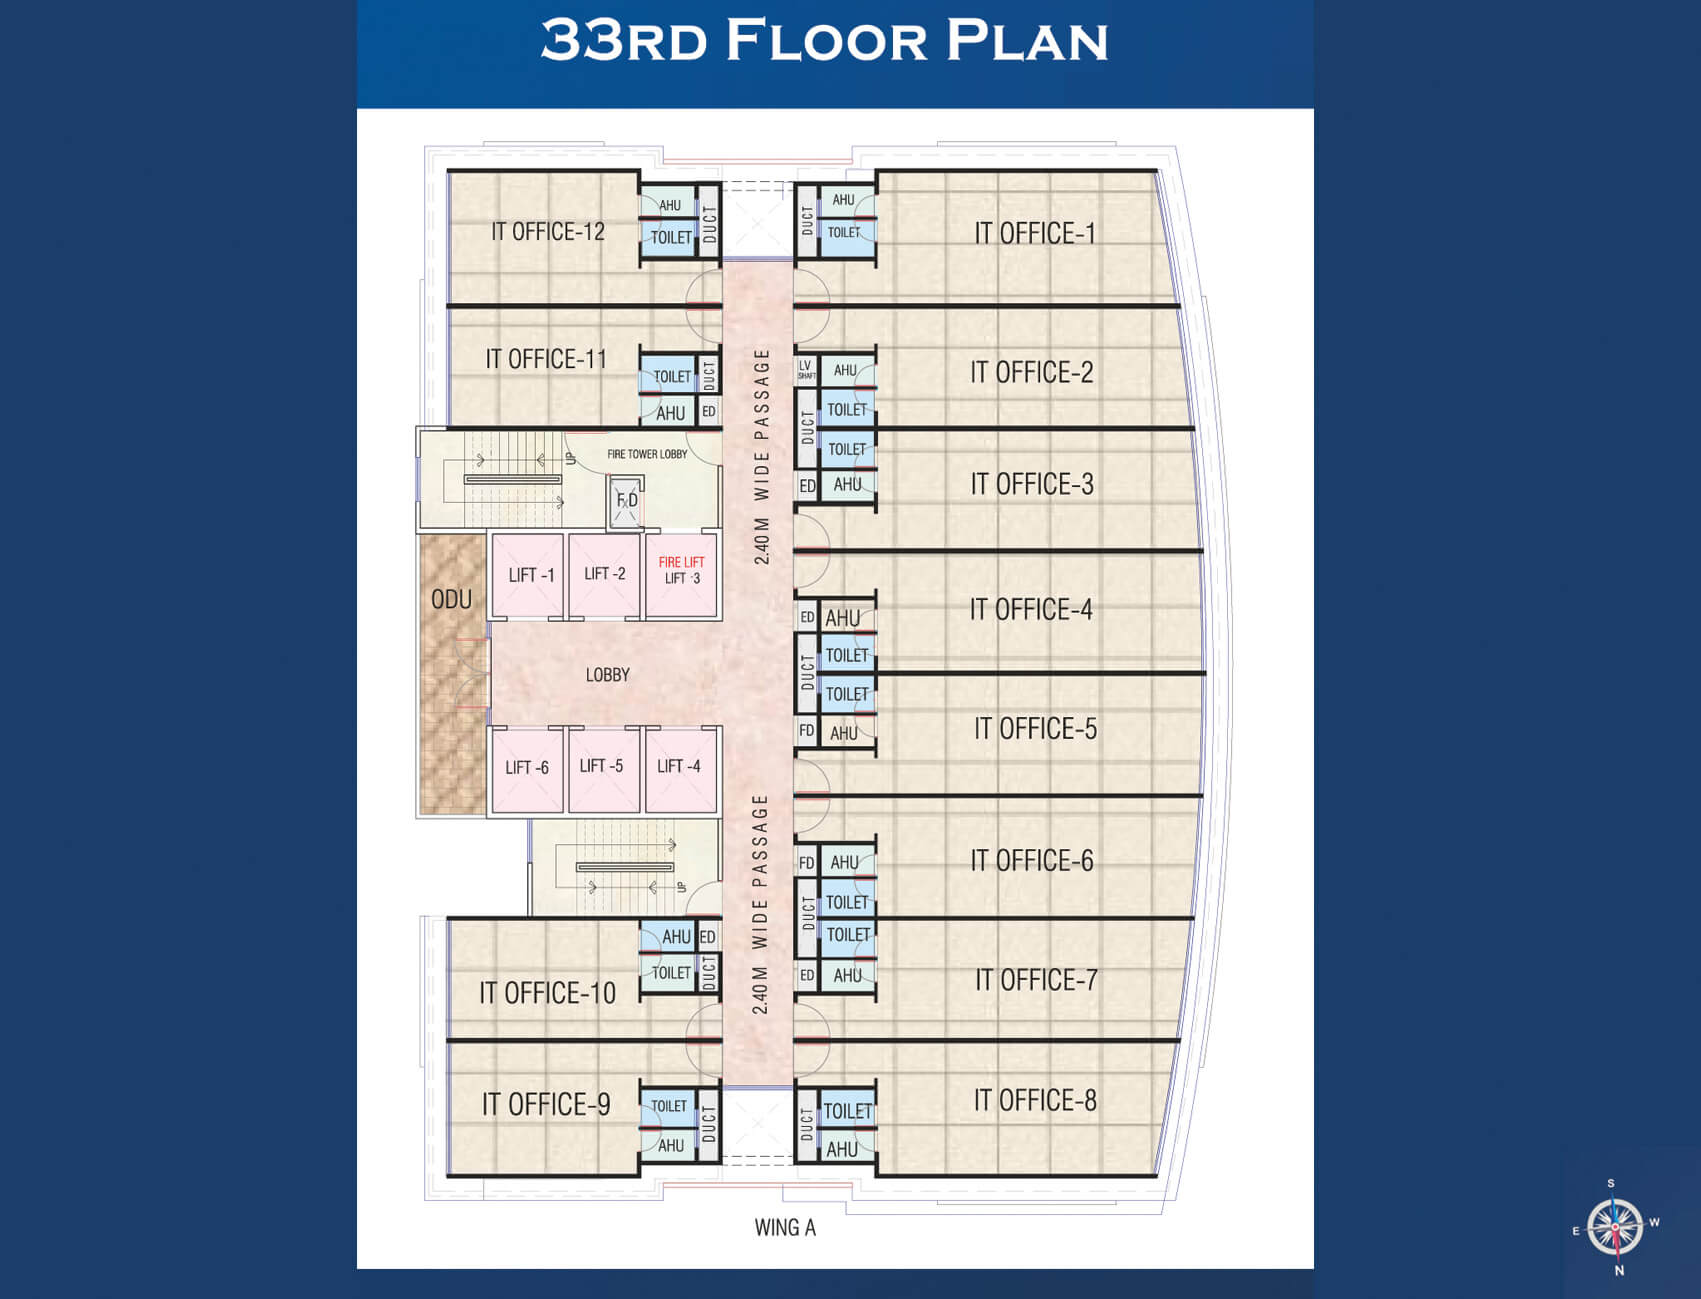 33RD FLOOR PLAN
IT OFFICE-12
AHU
TOILET
DUCT
DUCT
AHU
TOILET
IT OFFICE-1
IT OFFICE-11
TOILET
AHU
DUCT
ED
2.40 M WIDE PASSAGE
LV
SHAFT
AHU
DUCT
TOILET
IT OFFICE-2
TOILET
ED
AHU
IT OFFICE-3
UP
FIRE TOWER LOBBY
F.D
LIFT -1
LIFT -2
FIRE LIFT
LIFT -3
ODU
LOBBY
ED
AHU
DUCT
TOILET
IT OFFICE-4
TOILET
FD
AHU
IT OFFICE-5
LIFT -6
LIFT -5
LIFT -4
UP
2.40 M WIDE PASSAGE
FD
AHU
DUCT
TOILET
IT OFFICE-6
TOILET
ED
AHU
IT OFFICE-7
AHU
ED
TOILET
DUCT
IT OFFICE-10
IT OFFICE-9
TOILET
AHU
DUCT
DUCT
TOILET
AHU
IT OFFICE-8
WING A
S
E
W
N